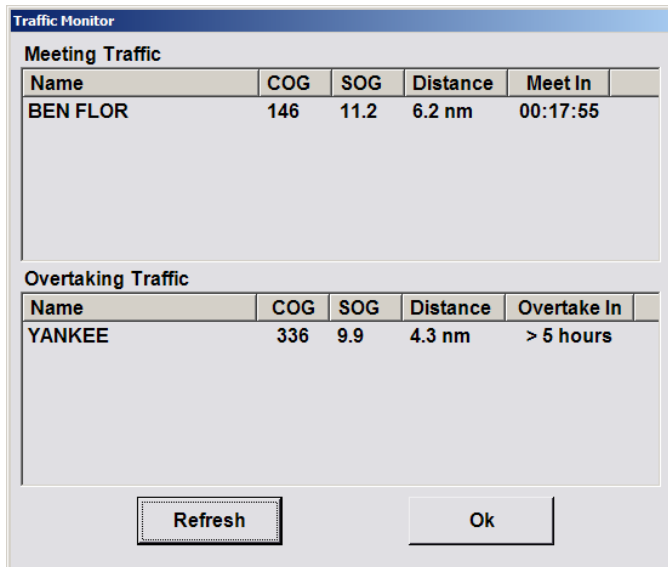 Traffic Monitor
Meeting Traffic
Name COG SOG Distance Meet In
BEN FLOR 146 11.2 6.2 nm 00:17:55
Overtaking Traffic
Name COG SOG Distance Overtake In
YANKEE 336 9.9 4.3 nm > 5 hours
Refresh Ok